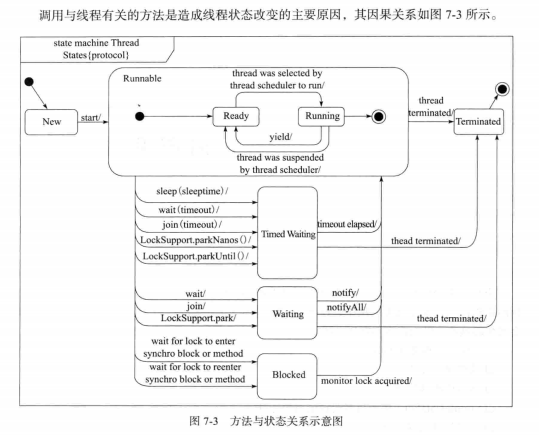 调用与线程有关的方法是造成线程状态改变的主要原因，其因果关系如图 7-3 所示。
state machine Thread
States{protocol}
Runnable
thread was selected by
thread scheduler to run/
New
start/
Ready
Running
thread
terminated/
Terminated
yield/
thread was suspended
by thread scheduler/
sleep(sleeptime)/
wait(timeout)/
join(timeout)/
LockSupport.parkNanos()/
LockSupport.parkUntil()/
Timed Waiting
timeout elapsed/
thead terminated/
wait/
join/
LockSupport.park/
Waiting
notify/
notifyAll/
thead terminated/
wait for lock to enter
synchro block or method
wait for lock to reenter
synchro block or method
Blocked
monitor lock acquired/
图 7-3 方法与状态关系示意图